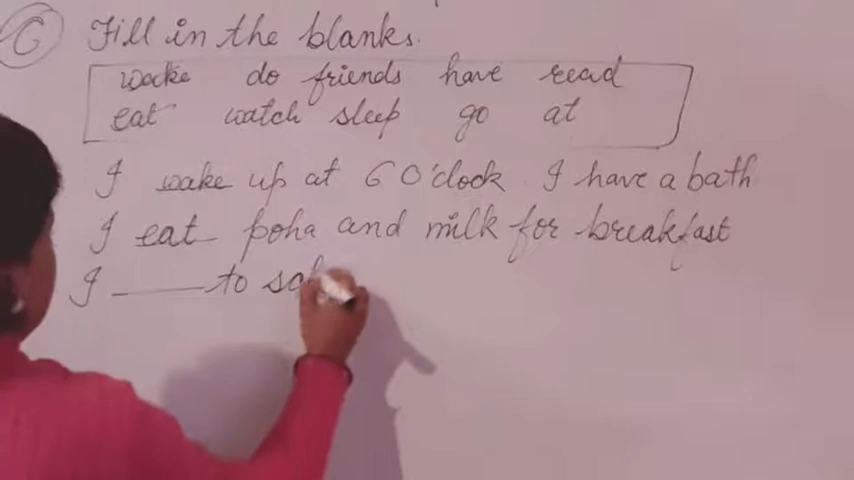 C Fill in the blanks.
wake do friends have read
eat watch sleep go at
I wake up at 6 O'clock I have a bath
I eat poha and milk for breakfast
I ______ to